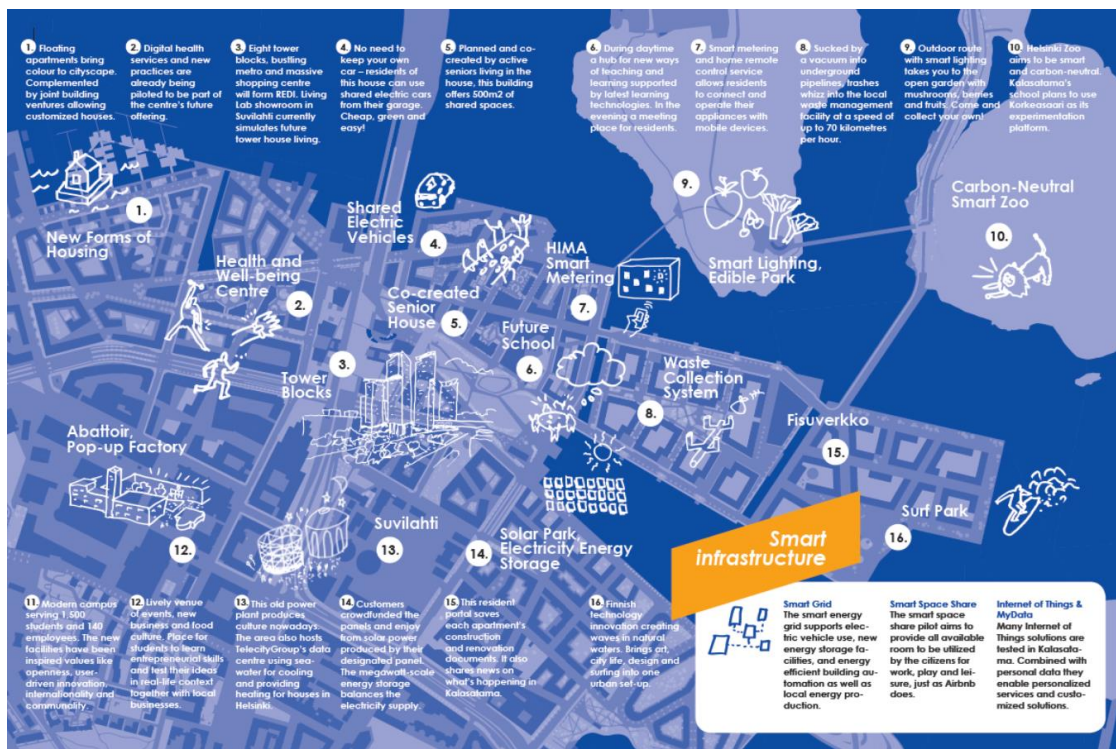 1. Floating
apartments bring
colour to cityscape.
Complemented
by joint building
ventures allowing
customized houses.
2. Digital health
services and new
practices are
already being
piloted to be part
of the centre's future
offering.
3. Eight tower
blocks, bustling
metro and massive
shopping centre
will form REDI. Living
Lab showroom in
Suvilahti currently
simulates future
tower house living.
4. No need to
keep your own
car – residents of
this house can use
shared electric cars
from their garage.
Cheap, green and
easy!
5. Planned and co-
created by active
seniors living in the
house, this building
offers 500m2 of
shared spaces.
6. During daytime
a hub for new ways
of teaching and
learning supported
by latest learning
technologies. In the
evening a meeting
place for residents.
7. Smart metering
and home remote
control service
allows residents
to connect and
operate their
appliances with
mobile devices.
8. Sucked by
a vacuum into
underground
pipelines, trashes
whizz into the local
waste management
facility at a speed of
up to 70 kilometres
per hour.
9. Outdoor route
with smart lighting
takes you to the
open garden with
mushrooms, berries
and fruits. Come and
collect your own!
10. Helsinki Zoo
aims to be smart
and carbon-neutral.
Kalasatama's
school plans to use
Korkeasaari as its
experimentation
platform.
1.
New Forms of
Housing
Health and
Well-being
Centre
2.
Shared
Electric
Vehicles
4.
Co-created
Senior
House
5.
HIMA
Smart
Metering
7.
9.
Smart Lighting,
Edible Park
Carbon-Neutral
Smart Zoo
10.
3.
Tower
Blocks
Future
School
6.
Waste
Collection
System
8.
Fisuverkko
15.
Abattoir,
Pop-up Factory
12.
Suvilahti
13.
14.
Solar Park,
Electricity Energy
Storage
Surf Park
16.
Smart
infrastructure
11. Modern campus
serving 1 500
students and 140
employees. The new
facilities have been
inspired values like
openness, user-
driven innovation,
internationality and
communality.
12. Lively venue
of events, new
business and food
culture. Place for
students to learn
entrepreneurial skills
and test their ideas
in real-life context
together with local
businesses.
13. This old power
plant produces
culture nowadays.
The area also hosts
TelecityGroup's data
centre using sea-
water for cooling
and providing
heating for houses in
Helsinki.
14. Customers
crowdfunded the
panels and enjoy
from solar power
produced by their
designated panel.
The megawatt-scale
energy storage
balances the
electricity supply.
15. This resident
portal saves
each apartment's
construction
and renovation
documents. It also
shares news on
what's happening in
Kalasatama.
16. Finnish
technology
innovation creating
waves in natural
waters. Brings art,
city life, design and
surfing into one
urban set-up.
Smart Grid
The smart energy
grid supports elec-
tric vehicle use, new
energy storage fa-
cilities, and energy
efficient building au-
tomation as well as
local energy pro-
duction.
Smart Space Share
The smart space
share pilot aims to
provide all available
room to be utilized
by the citizens for
work, play and lei-
sure, just as Airbnb
does.
Internet of Things &
MyData
Many Internet of
Things solutions are
tested in Kalasata-
ma. Combined with
personal data they
enable personalized
services and custo-
mized solutions.